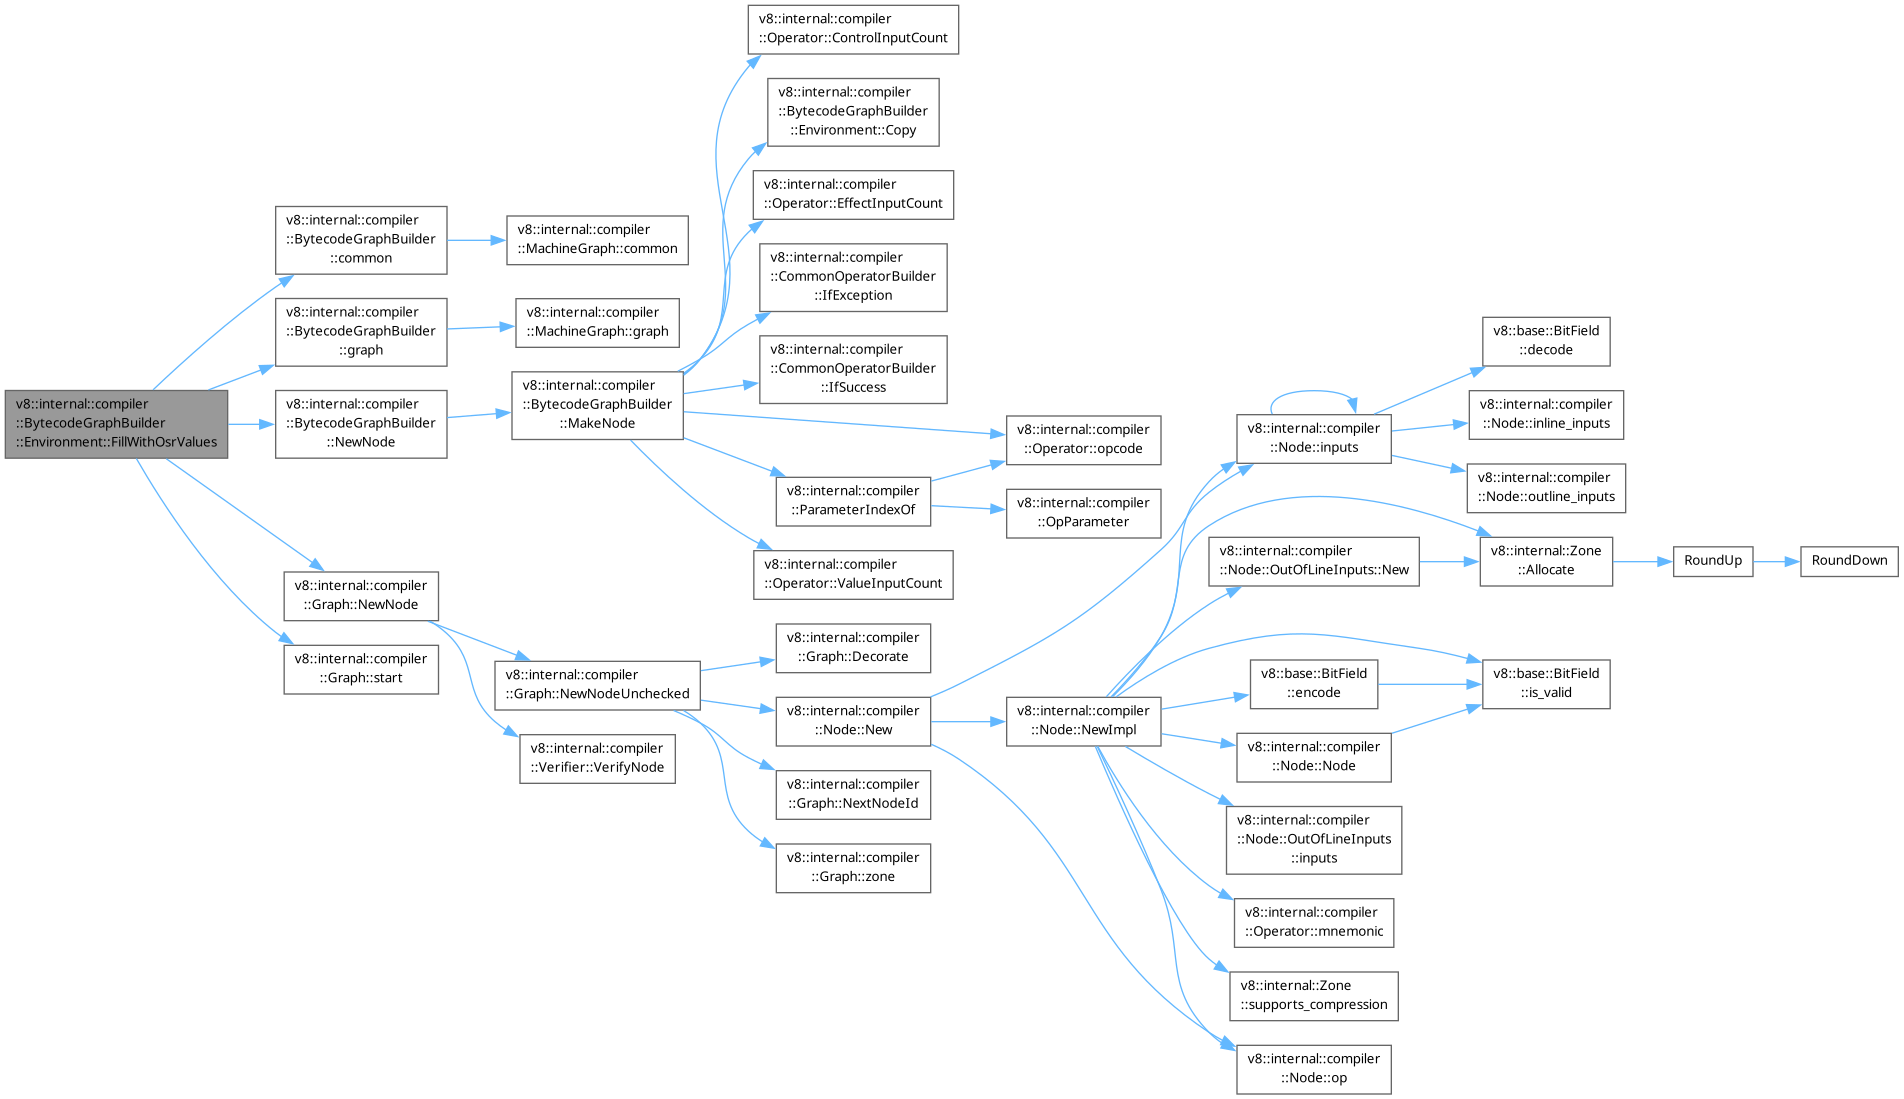 v8::internal::compiler
::BytecodeGraphBuilder
::Environment::FillWithOsrValues
v8::internal::compiler
::BytecodeGraphBuilder
::common
v8::internal::compiler
::MachineGraph::common
v8::internal::compiler
::BytecodeGraphBuilder
::graph
v8::internal::compiler
::MachineGraph::graph
v8::internal::compiler
::BytecodeGraphBuilder
::NewNode
v8::internal::compiler
::BytecodeGraphBuilder
::MakeNode
v8::internal::compiler
::Operator::ControlInputCount
v8::internal::compiler
::BytecodeGraphBuilder
::Environment::Copy
v8::internal::compiler
::Operator::EffectInputCount
v8::internal::compiler
::CommonOperatorBuilder
::IfException
v8::internal::compiler
::CommonOperatorBuilder
::IfSuccess
v8::internal::compiler
::Operator::opcode
v8::internal::compiler
::ParameterIndexOf
v8::internal::compiler
::OpParameter
v8::internal::compiler
::Operator::ValueInputCount
v8::internal::compiler
::Graph::NewNode
v8::internal::compiler
::Graph::start
v8::internal::compiler
::Graph::NewNodeUnchecked
v8::internal::compiler
::Verifier::VerifyNode
v8::internal::compiler
::Graph::Decorate
v8::internal::compiler
::Node::New
v8::internal::compiler
::Graph::NextNodeId
v8::internal::compiler
::Graph::zone
v8::internal::compiler
::Node::NewImpl
v8::internal::compiler
::Node::inputs
v8::base::BitField
::decode
v8::internal::compiler
::Node::inline_inputs
v8::internal::compiler
::Node::outline_inputs
v8::internal::compiler
::Node::OutOfLineInputs::New
v8::internal::Zone
::Allocate
RoundUp
RoundDown
v8::base::BitField
::encode
v8::base::BitField
::is_valid
v8::internal::compiler
::Node::Node
v8::internal::compiler
::Node::OutOfLineInputs
::inputs
v8::internal::compiler
::Operator::mnemonic
v8::internal::Zone
::supports_compression
v8::internal::compiler
::Node::op